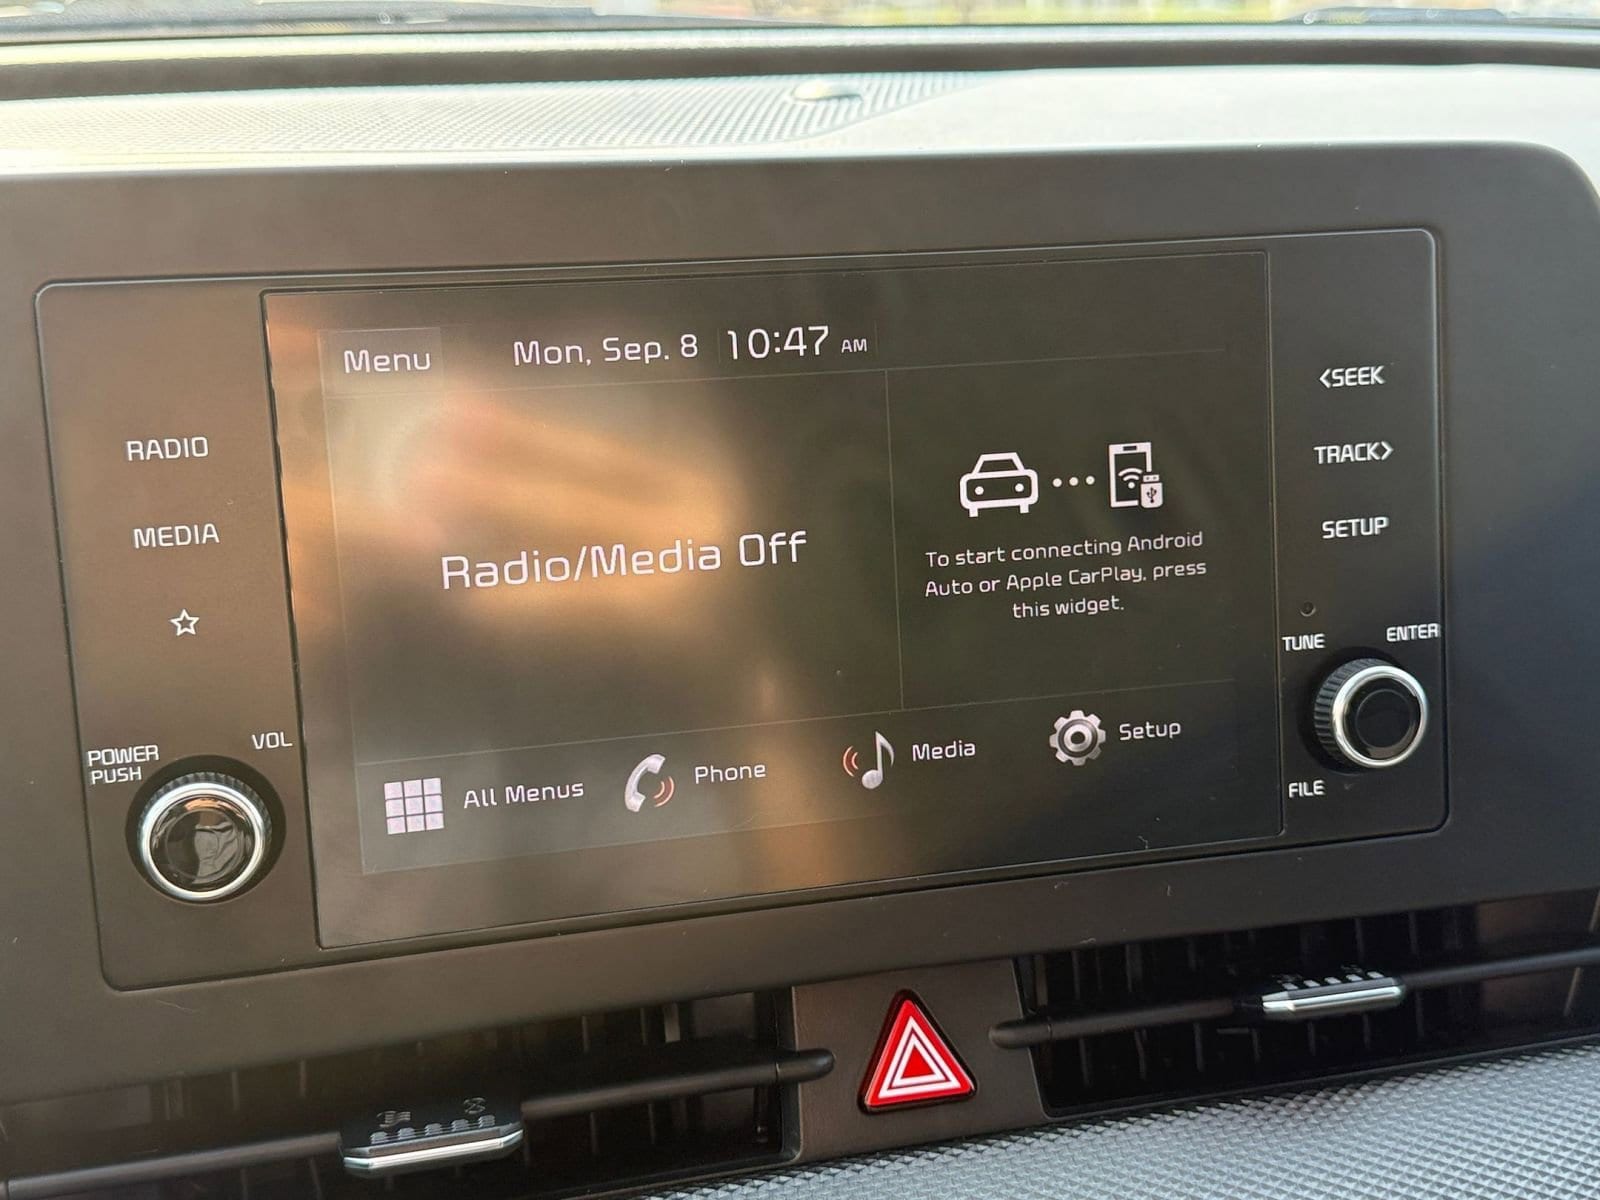 Menu
Mon, Sep. 8 10:47 AM
<SEEK
TRACK>
SETUP
RADIO
MEDIA
Radio/Media Off
To start connecting Android
Auto or Apple CarPlay, press
this widget.
TUNE
ENTER
FILE
POWER
PUSH
VOL
All Menus
Phone
Media
Setup